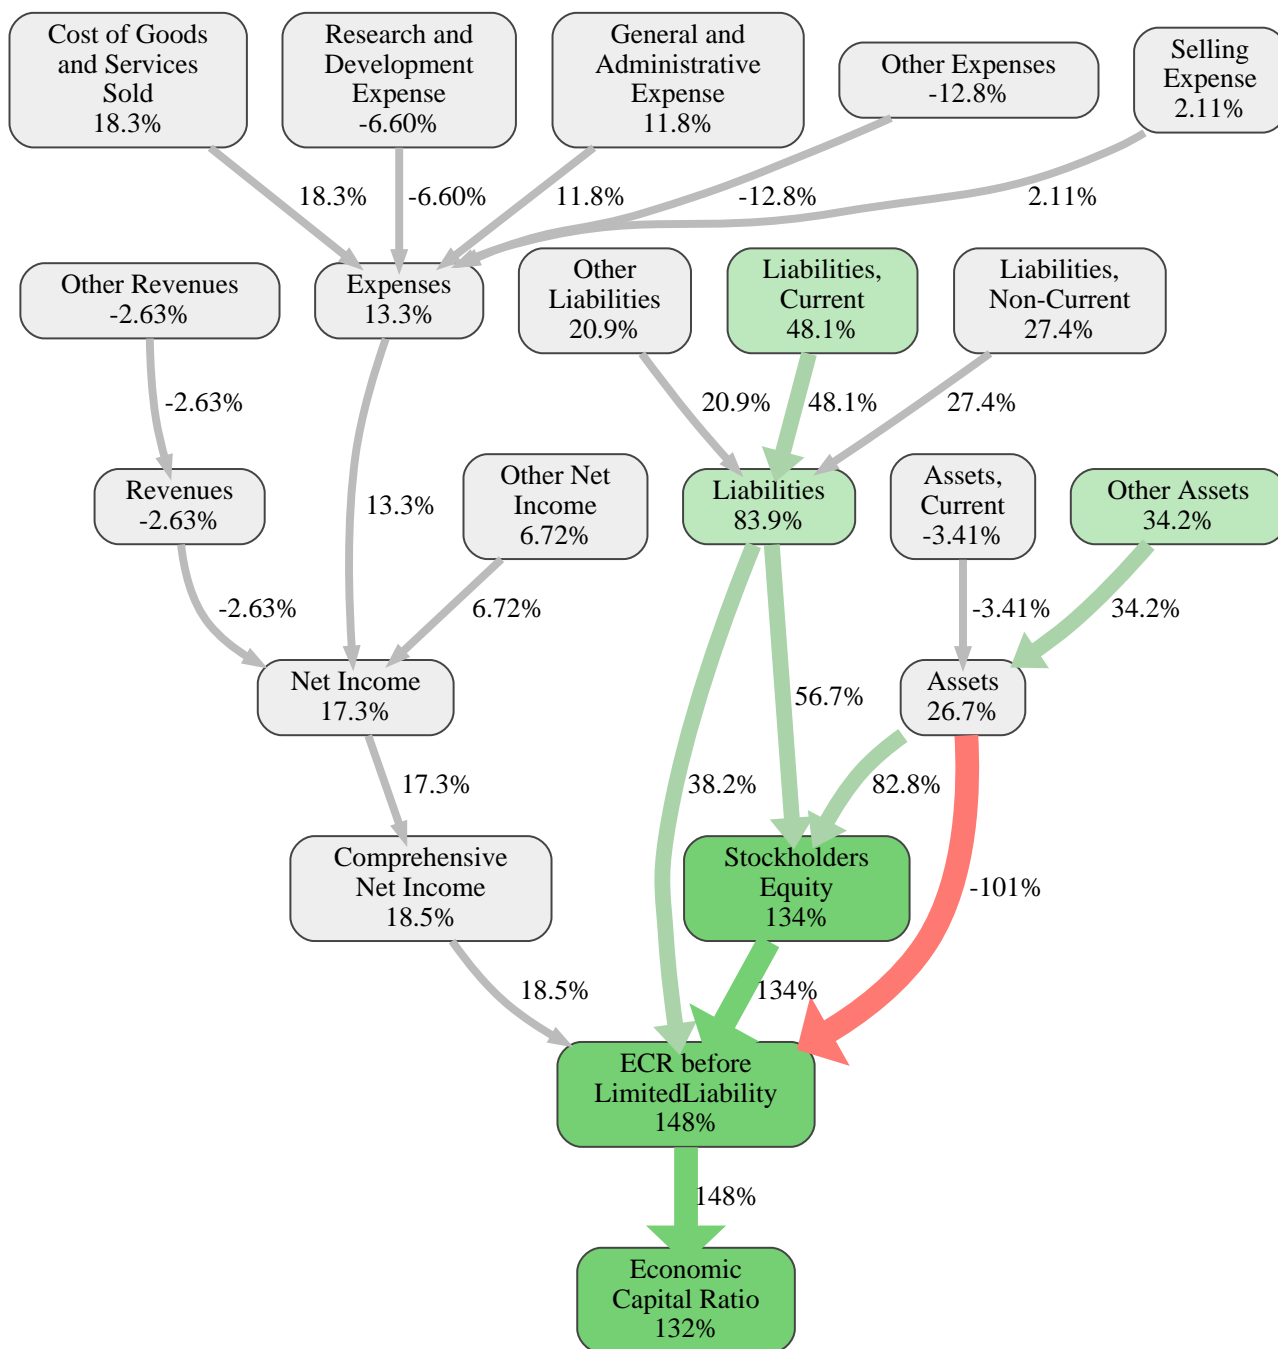 Cost of Goods
and Services
Sold
18.3%
Research and
Development
Expense
-6.60%
General and
Administrative
Expense
11.8%
Other Expenses
-12.8%
Selling
Expense
2.11%
18.3%
-6.60%
11.8%
-12.8%
2.11%
Other Revenues
-2.63%
Expenses
13.3%
Other
Liabilities
20.9%
Liabilities,
Current
48.1%
Liabilities,
Non-Current
27.4%
-2.63%
20.9%
48.1%
27.4%
Revenues
-2.63%
13.3%
Other Net
Income
6.72%
Liabilities
83.9%
Assets,
Current
-3.41%
Other Assets
34.2%
-2.63%
6.72%
-3.41%
34.2%
Net Income
17.3%
56.7%
Assets
26.7%
17.3%
38.2%
82.8%
Comprehensive
Net Income
18.5%
Stockholders
Equity
134%
-101%
18.5%
134%
ECR before
LimitedLiability
148%
148%
Economic
Capital Ratio
132%